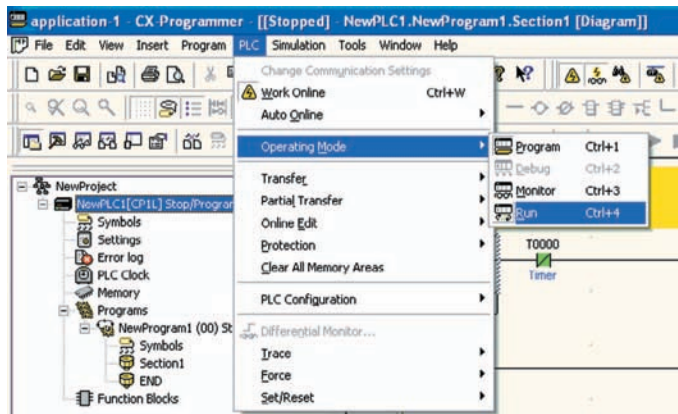 application-1 - CX-Programmer - [[Stopped] - NewPLC1.NewProgram1.Section1 [Diagram]]
File Edit View Insert Program PLC Simulation Tools Window Help
Change Communication Settings
Work Online Ctrl+W
Auto Online
Operating Mode
Program Ctrl+1
Debug Ctrl+2
Monitor Ctrl+3
Run Ctrl+4
Transfer
Partial Transfer
Online Edit
Protection
Clear All Memory Areas
PLC Configuration
Differential Monitor...
Trace
Force
Set/Reset
NewProject
NewPLC1[CP1L] Stop/Program
Symbols
Settings
Error log
PLC Clock
Memory
Programs
NewProgram1 (00) St
Symbols
Section1
END
Function Blocks
T0000
Timer